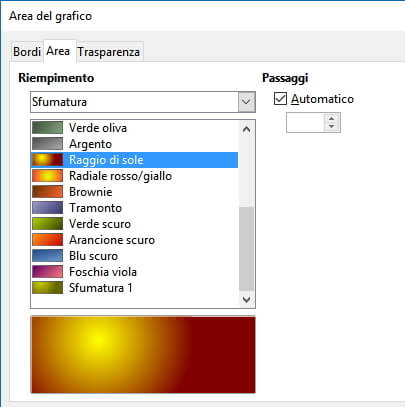 Area del grafico
Bordi Area Trasparenza
Riempimento
Sfumatura
Verde oliva
Argento
Raggio di sole
Radiale rosso/giallo
Brownie
Tramonto
Verde scuro
Arancione scuro
Blu scuro
Foschia viola
Sfumatura 1
Passaggi
Automatico